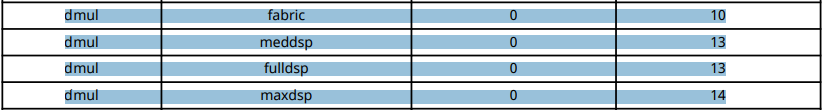 dmul fabric 0 10
dmul meddsp 0 13
dmul fulldsp 0 13
dmul maxdsp 0 14